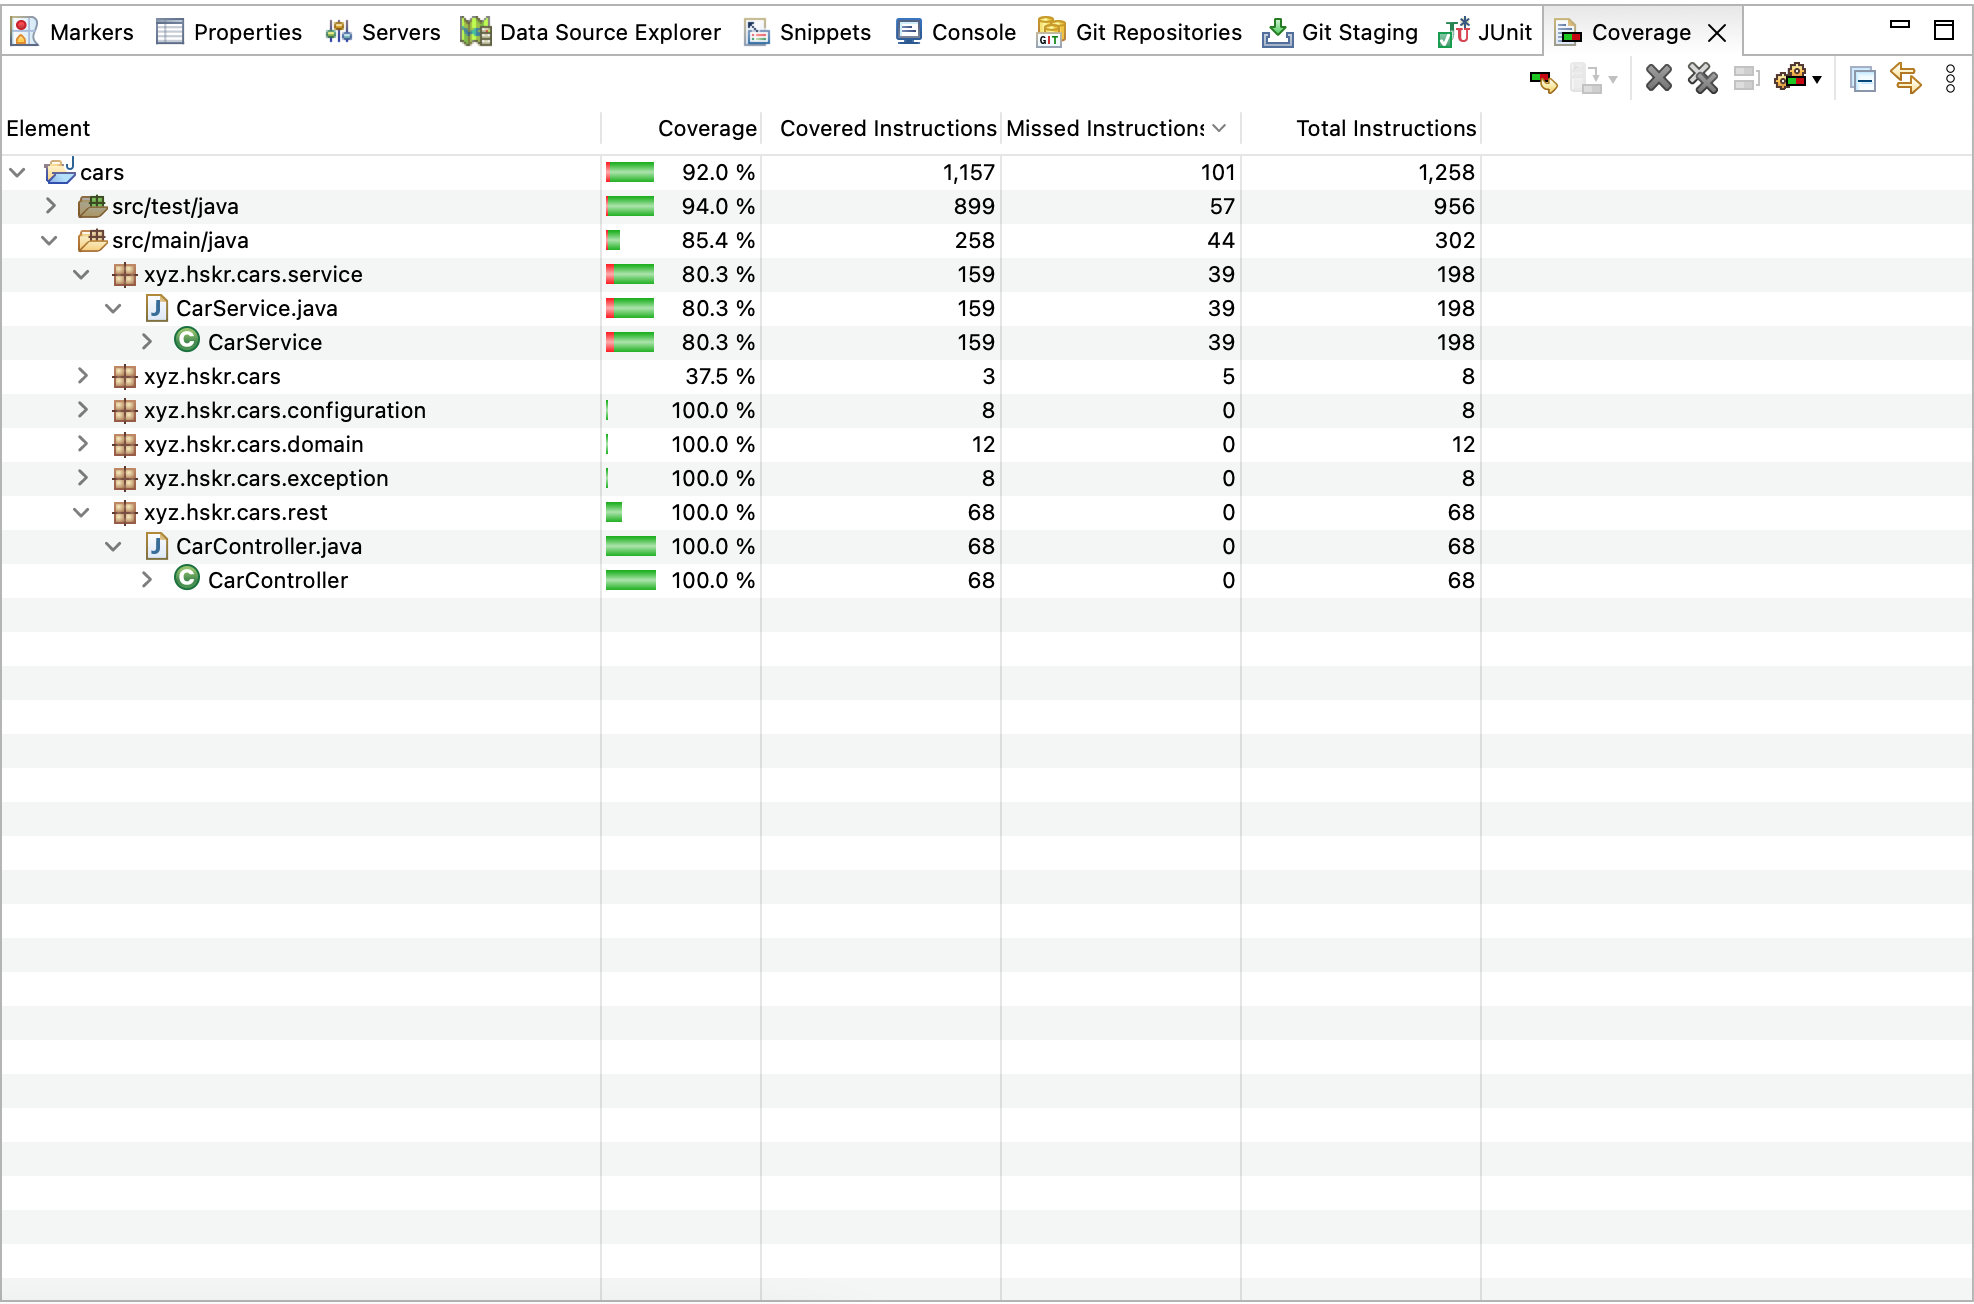 Markers Properties Servers Data Source Explorer Snippets Console Git Repositories Git Staging JUnit Coverage
Element Coverage Covered Instructions Missed Instructions Total Instructions
cars 92.0 % 1,157 101 1,258
src/test/java 94.0 % 899 57 956
src/main/java 85.4 % 258 44 302
xyz.hskr.cars.service 80.3 % 159 39 198
CarService.java 80.3 % 159 39 198
CarService 80.3 % 159 39 198
xyz.hskr.cars 37.5 % 3 5 8
xyz.hskr.cars.configuration 100.0 % 8 0 8
xyz.hskr.cars.domain 100.0 % 12 0 12
xyz.hskr.cars.exception 100.0 % 8 0 8
xyz.hskr.cars.rest 100.0 % 68 0 68
CarController.java 100.0 % 68 0 68
CarController 100.0 % 68 0 68